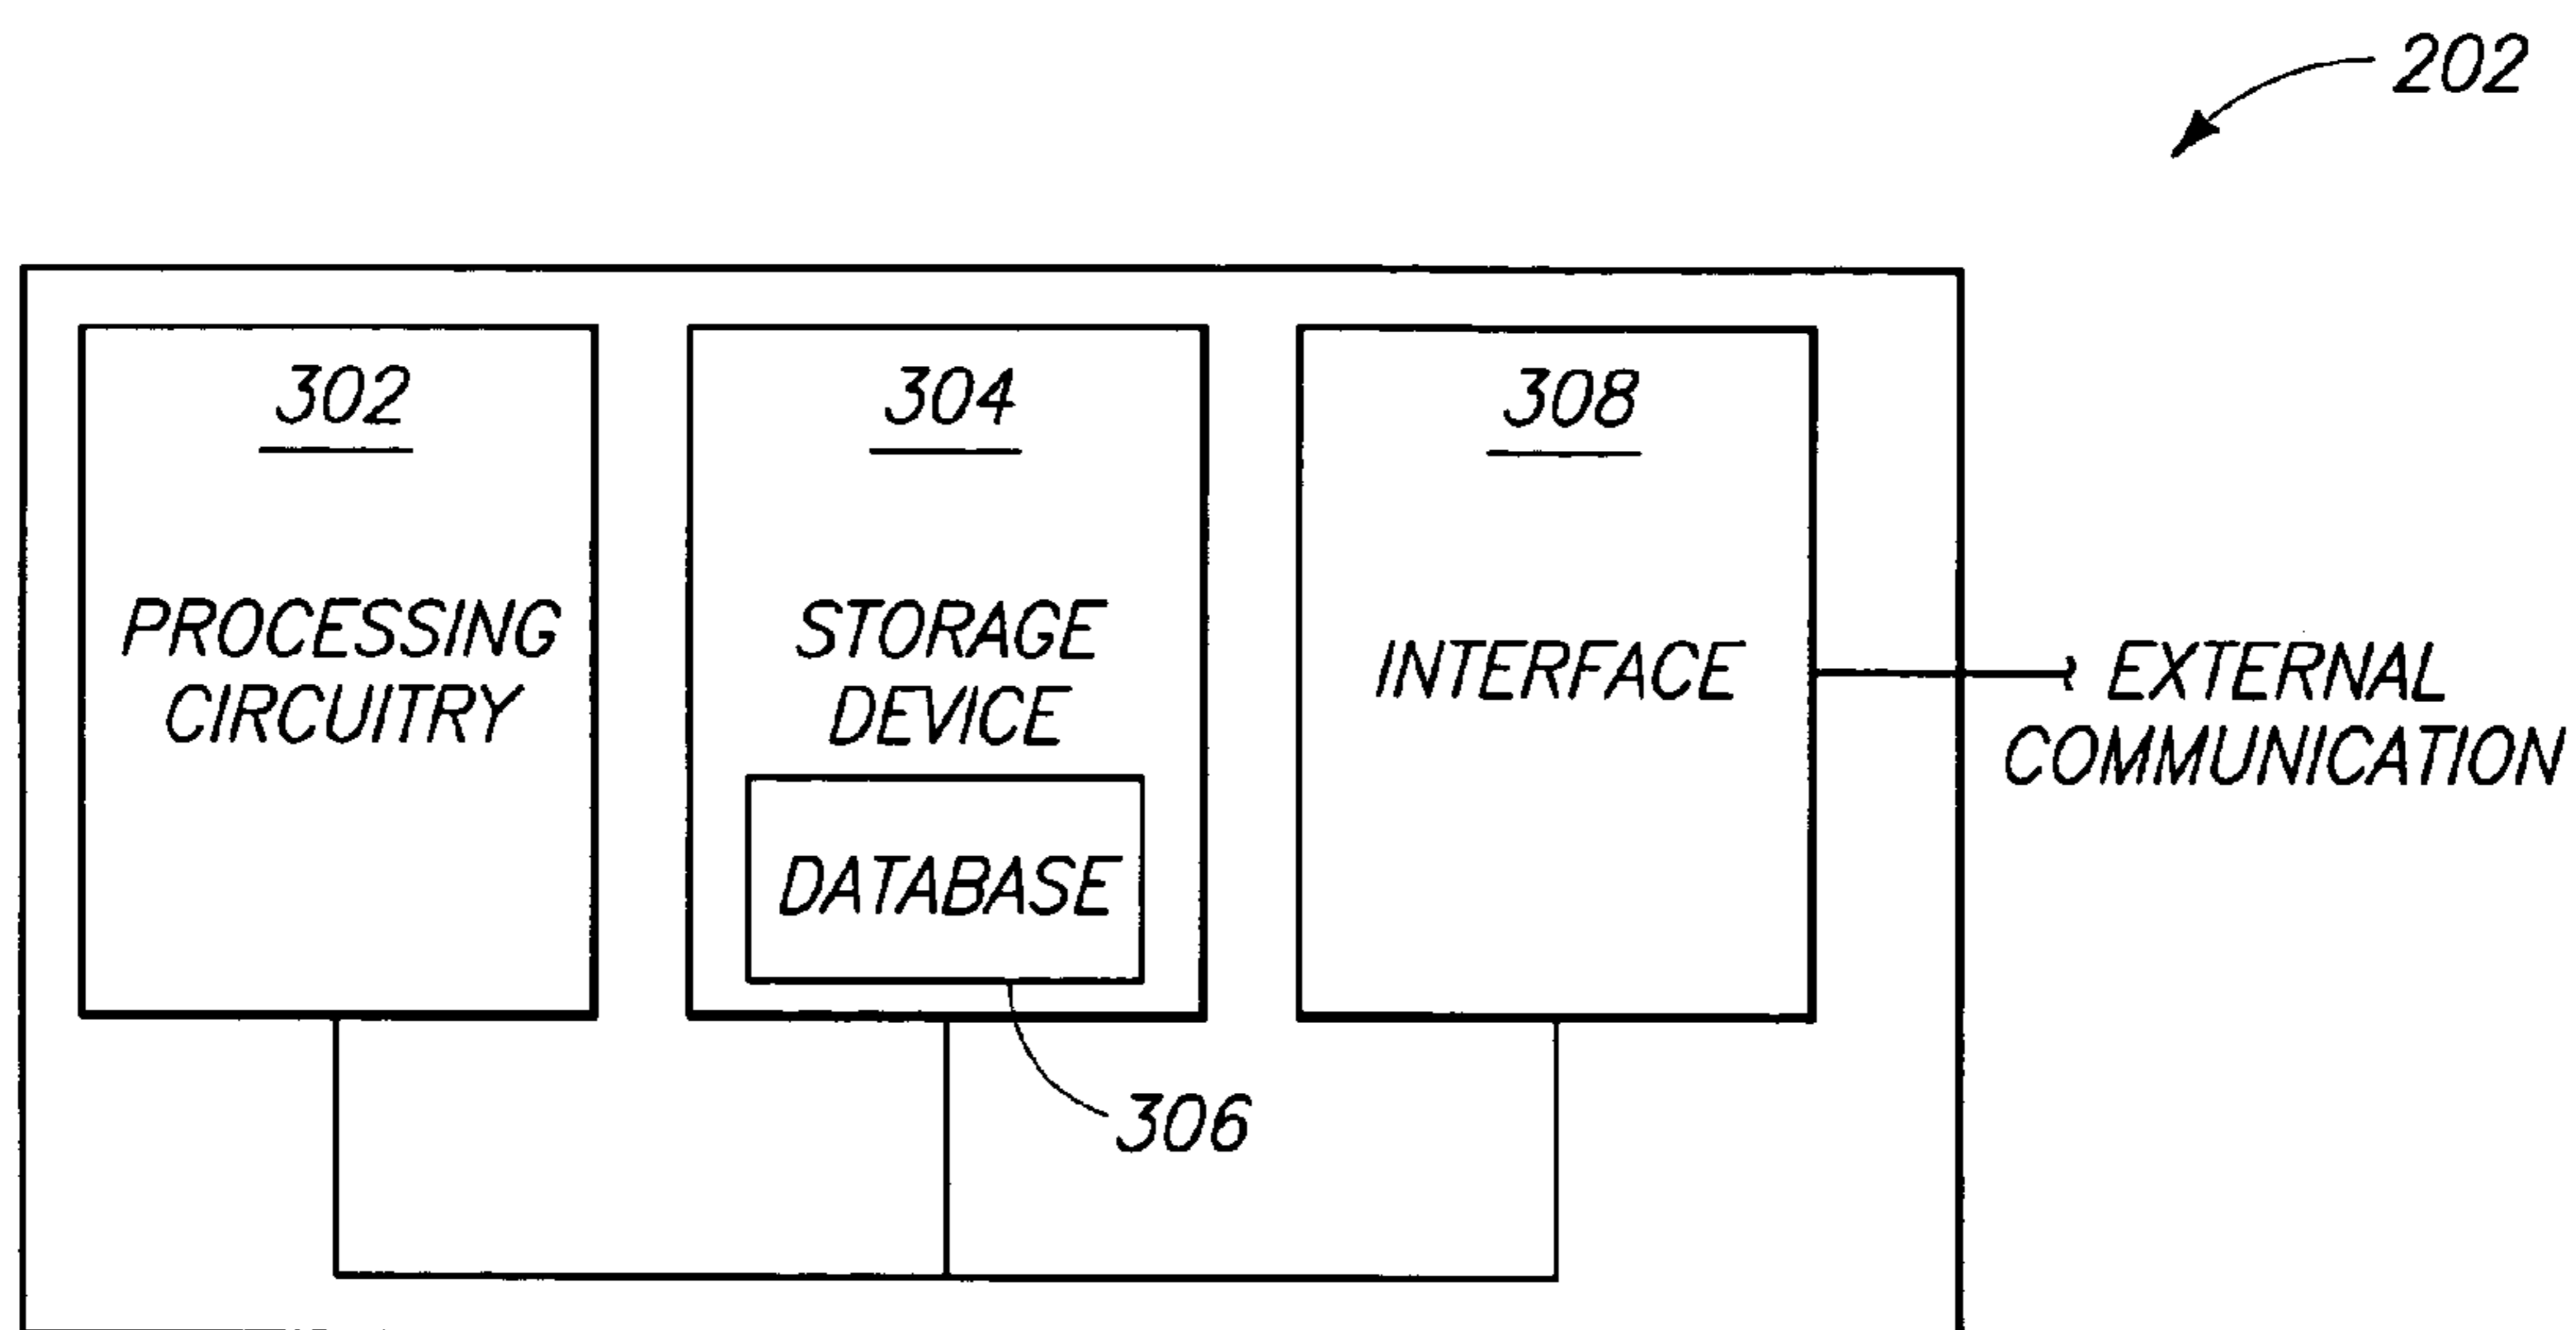 202
302
PROCESSING
CIRCUITRY
304
STORAGE
DEVICE
DATABASE
306
308
INTERFACE
EXTERNAL
COMMUNICATION